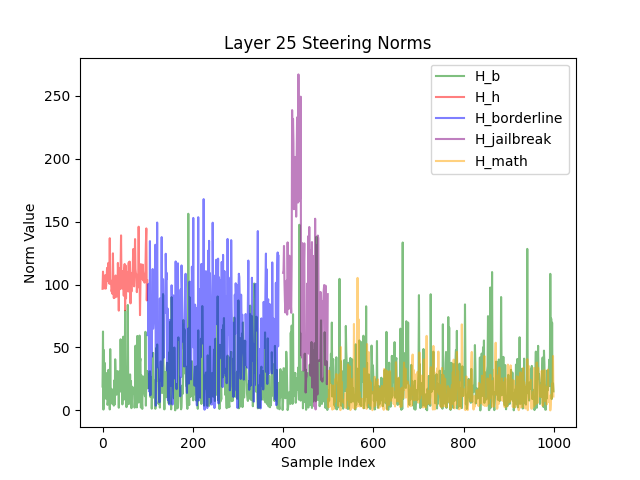 Layer 25 Steering Norms
H_b
H_h
H_borderline
H_jailbreak
H_math
Norm Value
250
200
150
100
50
0
0
200
400
600
800
1000
Sample Index